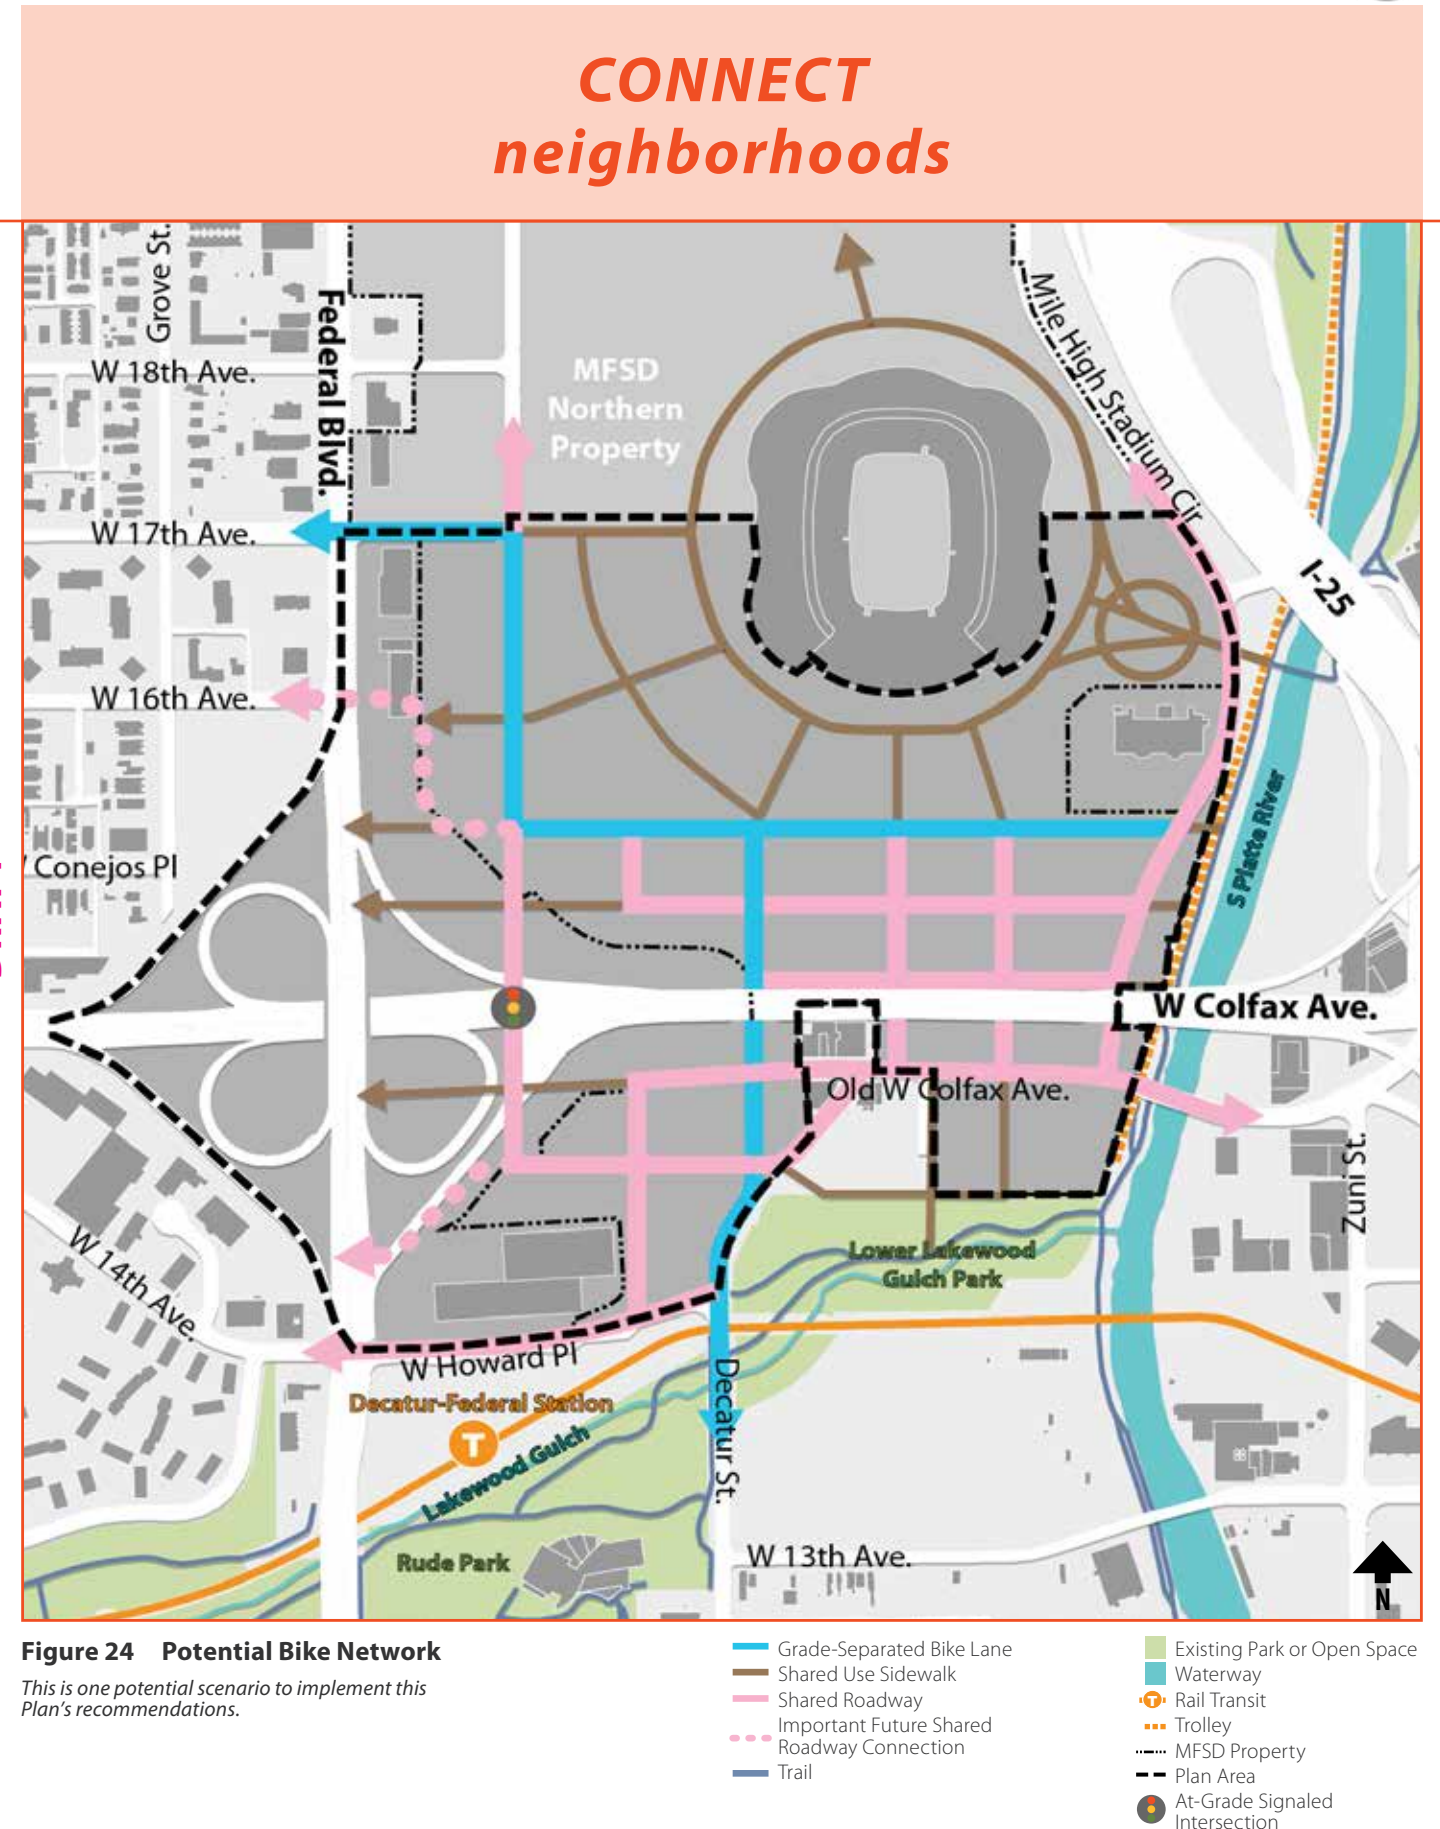 CONNECT
neighborhoods
Grove St.
Federal Blvd.
W 18th Ave.
MFSD
Northern
Property
Mile High Stadium Cir
W 17th Ave.
I-25
W 16th Ave.
S Platte River
Conejos Pl
W Colfax Ave.
Old W Colfax Ave.
Zuni St.
W 14th Ave.
Lower Lakewood
Gulch Park
W Howard Pl
Decatur-Federal Station
T
Lakewood Gulch
Decatur St.
Rude Park
W 13th Ave.
N
Figure 24 Potential Bike Network
This is one potential scenario to implement this
Plan's recommendations.
Grade-Separated Bike Lane
Shared Use Sidewalk
Shared Roadway
Important Future Shared
Roadway Connection
Trail
Existing Park or Open Space
Waterway
T Rail Transit
Trolley
MFSD Property
Plan Area
At-Grade Signaled
Intersection